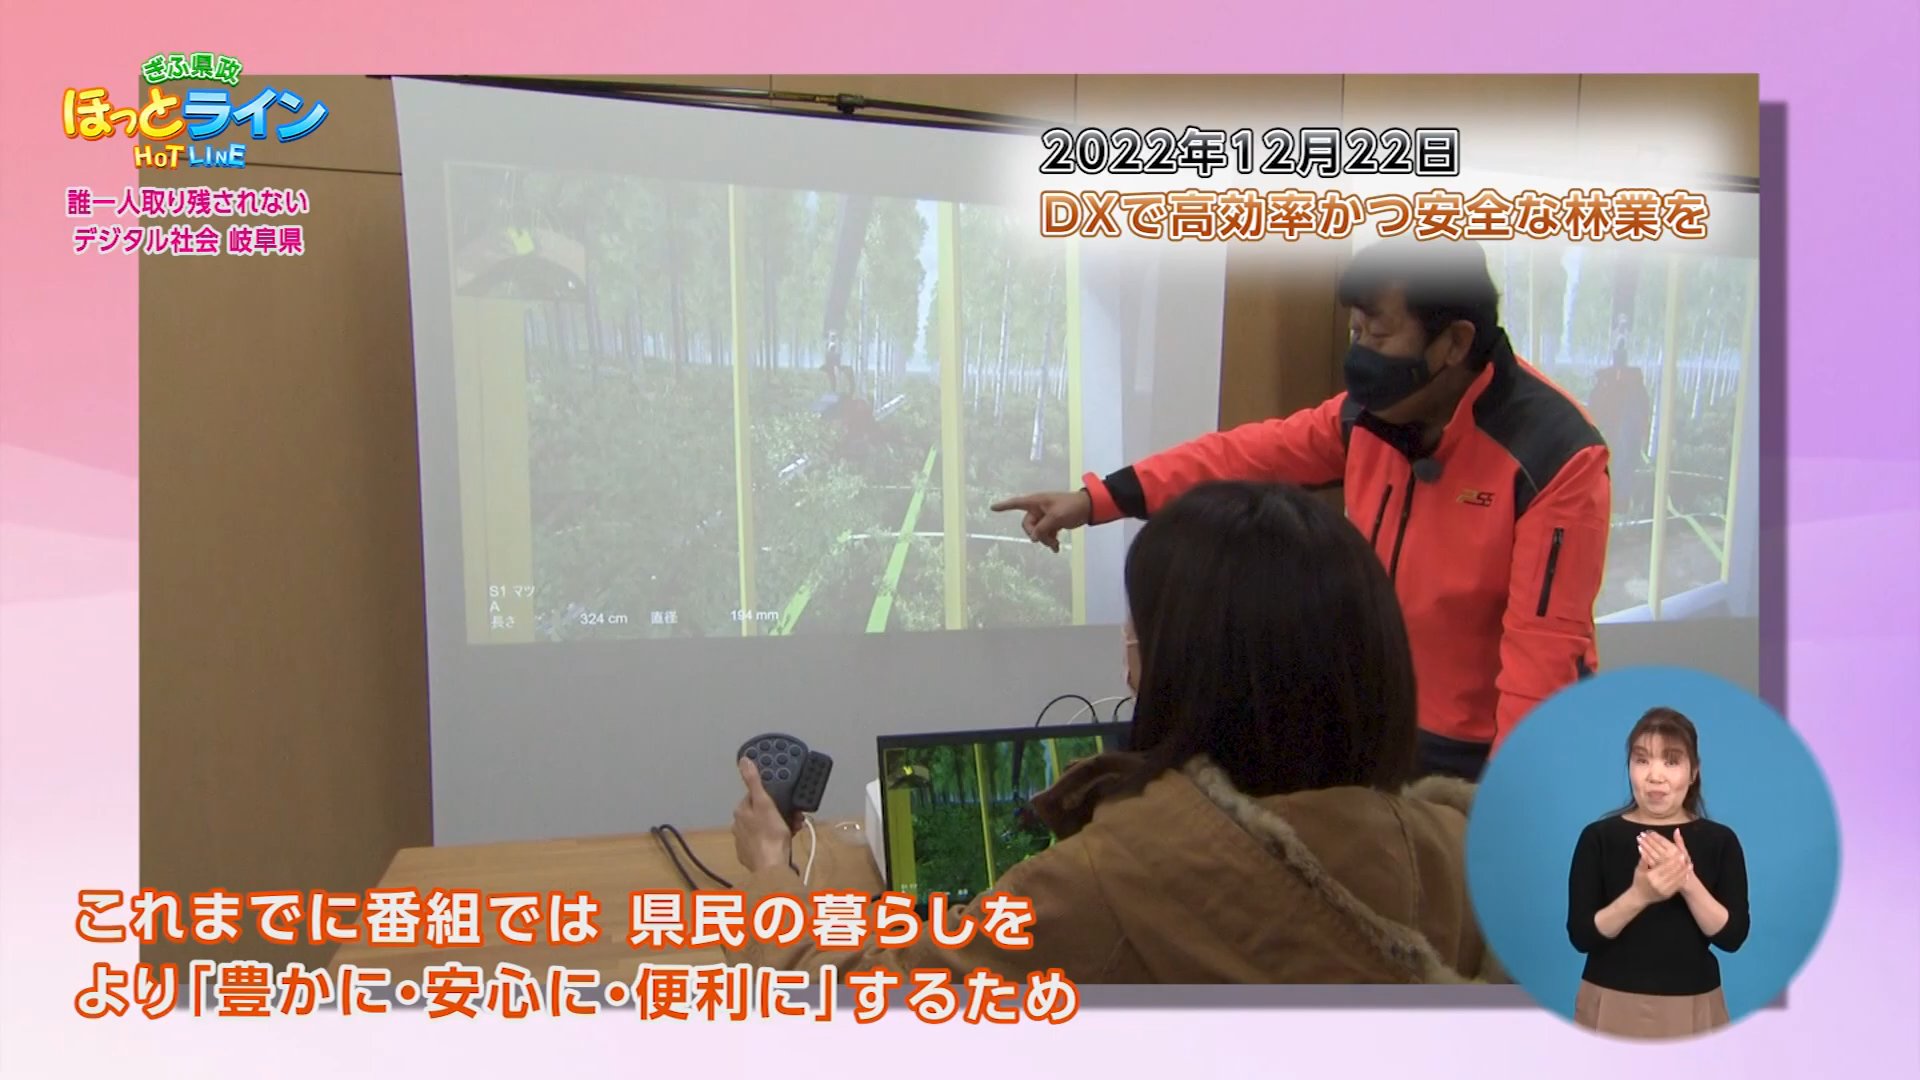 ぎふ県政
ほっとライン
HOT LINE
誰一人取り残されない
デジタル社会 岐阜県
2022年12月22日
DXで高効率かつ安全な林業を
S1 マツ
A
長さ 324 cm 直径 194 mm
これまでに番組では 県民の暮らしを
より「豊かに・安心に・便利に」するため